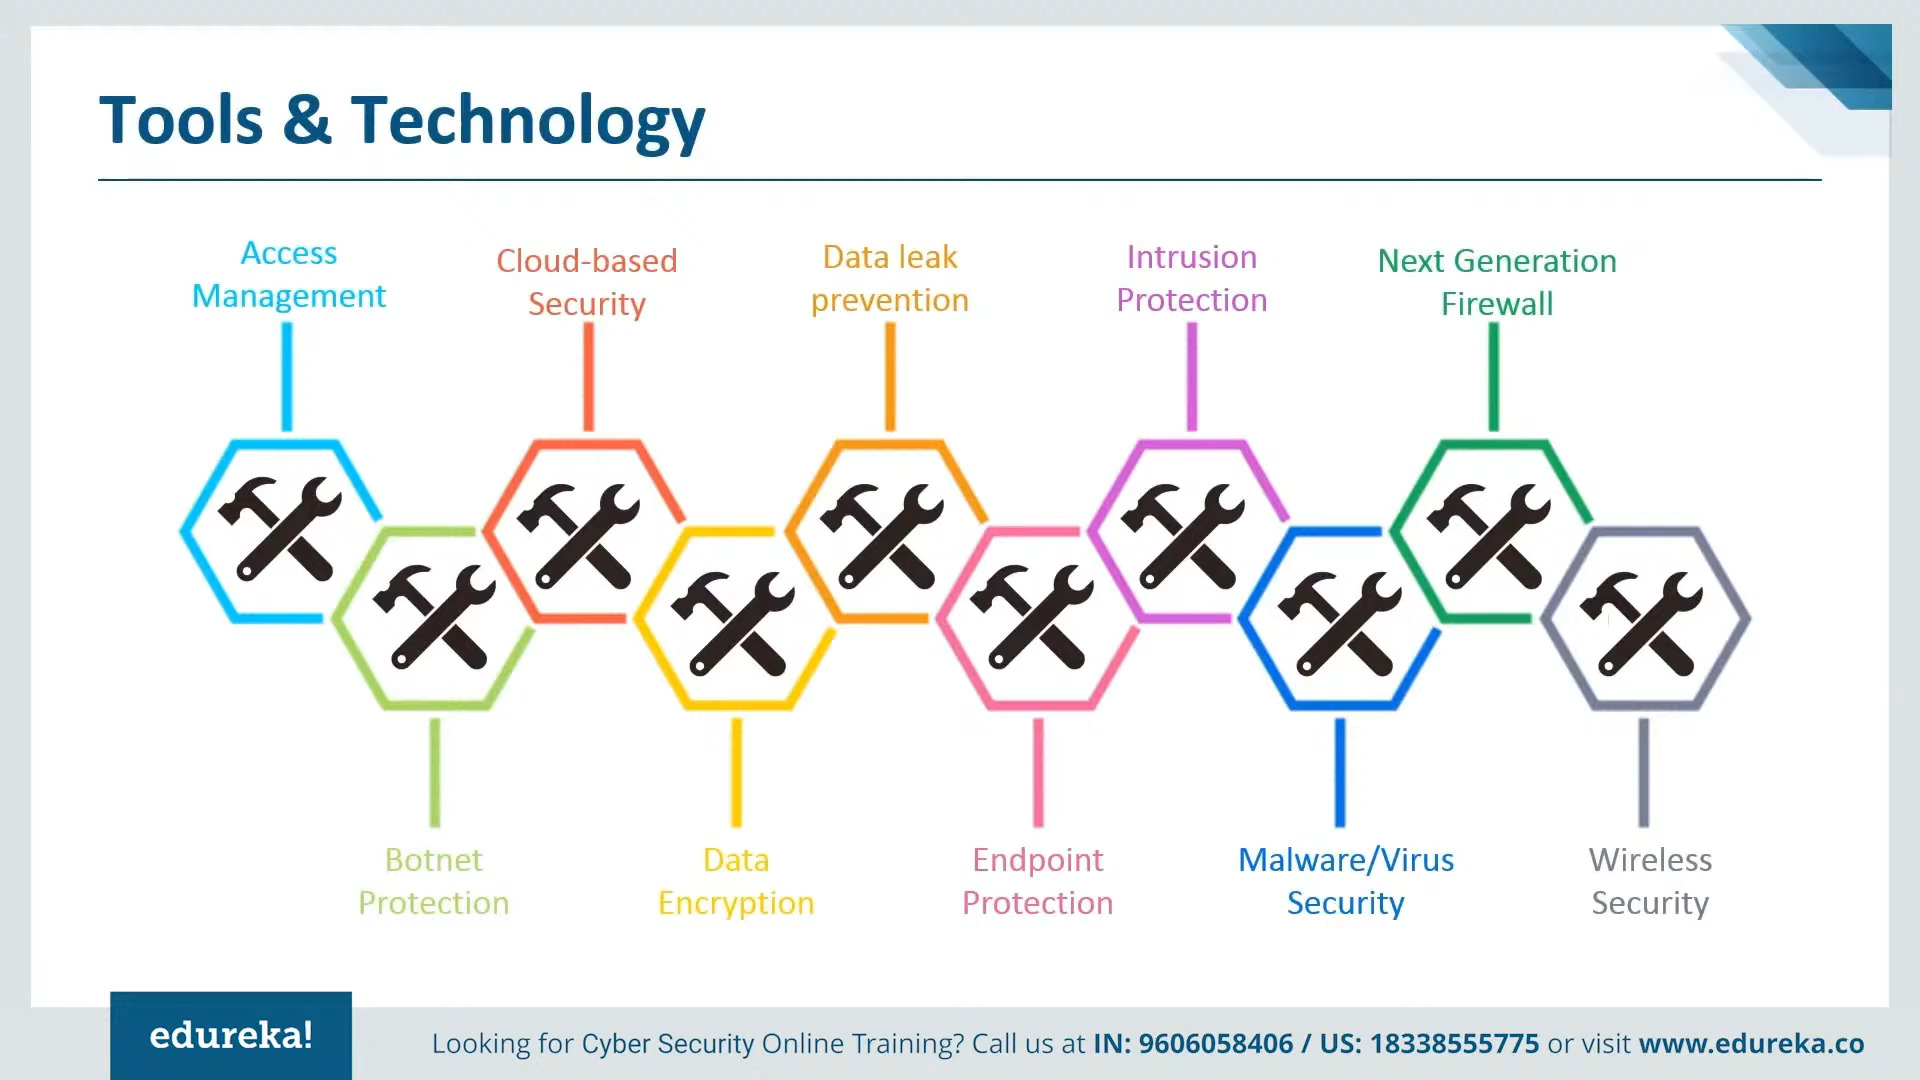 Tools & Technology
Access
Management
Cloud-based
Security
Data leak
prevention
Intrusion
Protection
Next Generation
Firewall
Botnet
Protection
Data
Encryption
Endpoint
Protection
Malware/Virus
Security
Wireless
Security
edureka!
Looking for Cyber Security Online Training? Call us at IN: 9606058406 / US: 18338555775 or visit www.edureka.co